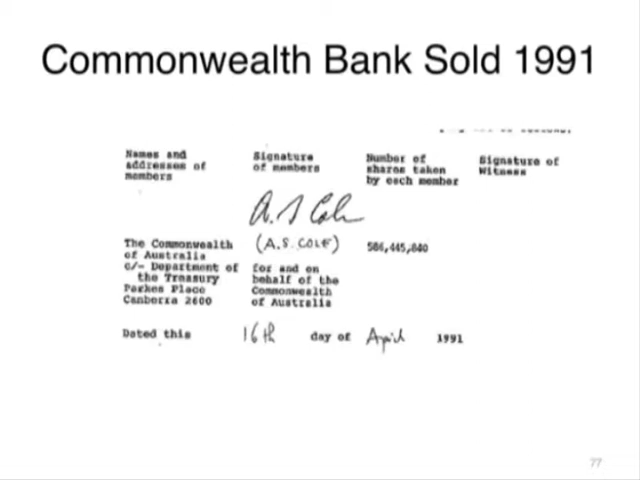 Commonwealth Bank Sold 1991
Names and addresses of members
Signature of members
Number of shares taken by each member
Signature of Witness
A. S Cole
The Commonwealth of Australia
c/- Department of the Treasury
Parkes Place
Canberra 2600
(A.S. COLE)
for and on behalf of the Commonwealth of Australia
586,445,840
Dated this 16th day of April 1991
77